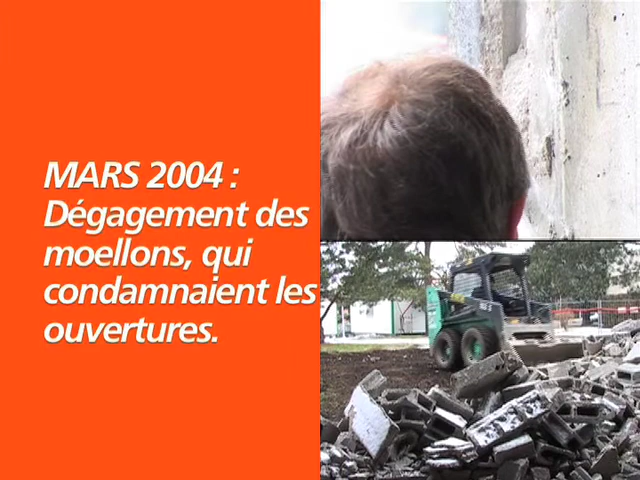 MARS 2004 :
Dégagement des
moellons, qui
condamnaient les
ouvertures.